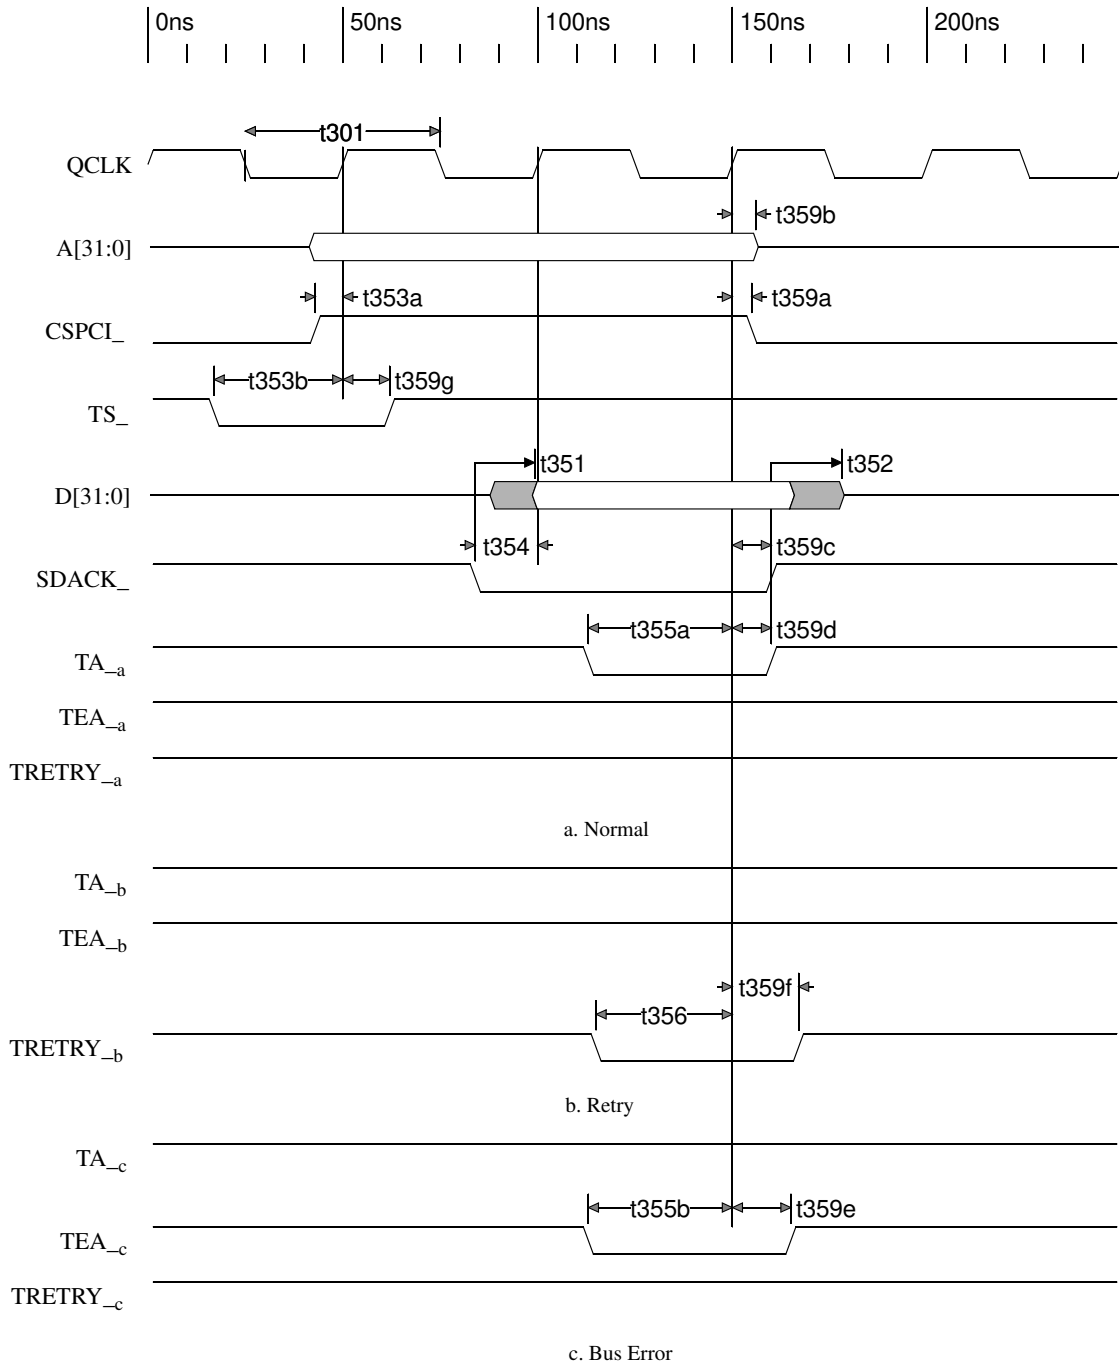 0ns 50ns 100ns 150ns 200ns
t301
QCLK
t359b
A[31:0]
t353a t359a
CSPCI_
t353b t359g
TS_
t351 t352
D[31:0]
t354 t359c
SDACK_
t355a t359d
TA_a
TEA_a
TRETRY_a
a. Normal
TA_b
TEA_b
t359f
t356
TRETRY_b
b. Retry
TA_c
t355b t359e
TEA_c
TRETRY_c
c. Bus Error